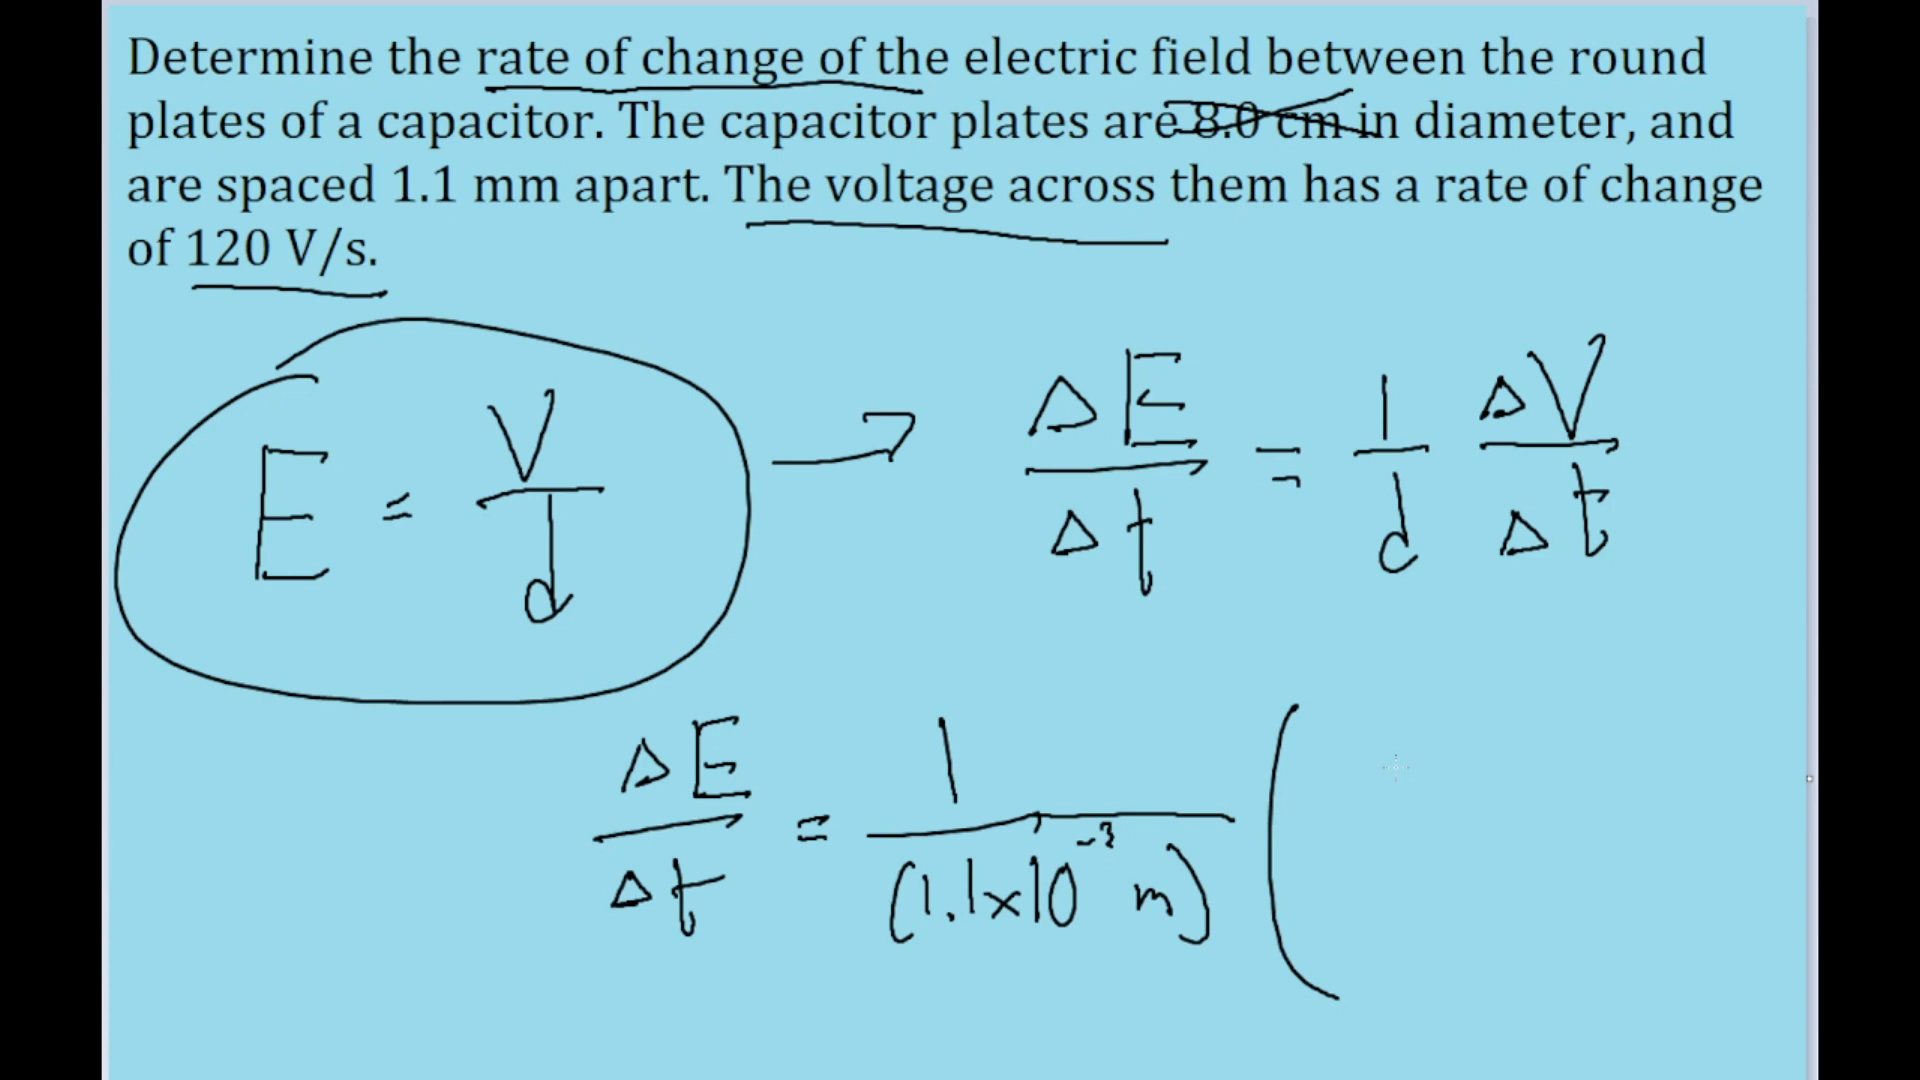 Determine the rate of change of the electric field between the round
plates of a capacitor. The capacitor plates are 8.0 cm in diameter, and
are spaced 1.1 mm apart. The voltage across them has a rate of change
of 120 V/s.
E = V/d → ΔE/Δt = 1/d ΔV/Δt
ΔE/Δt = 1/(1.1x10⁻³ m) (